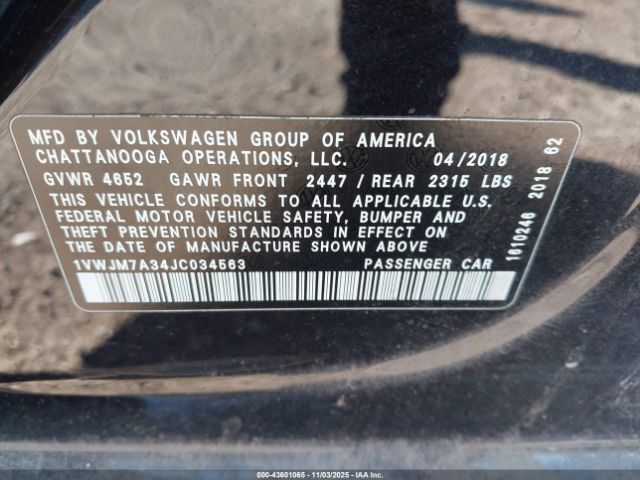 MFD BY VOLKSWAGEN GROUP OF AMERICA
CHATTANOOGA OPERATIONS, LLC. 04/2018
GVWR 4652 GAWR FRONT 2447 / REAR 2315 LBS
THIS VEHICLE CONFORMS TO ALL APPLICABLE U.S.
FEDERAL MOTOR VEHICLE SAFETY, BUMPER AND
THEFT PREVENTION STANDARDS IN EFFECT ON
THE DATE OF MANUFACTURE SHOWN ABOVE
1VWJM7A34JC034563 PASSENGER CAR
1610246 2018 62
000-43601065 - 11/03/2025 - ©IAA, Inc.